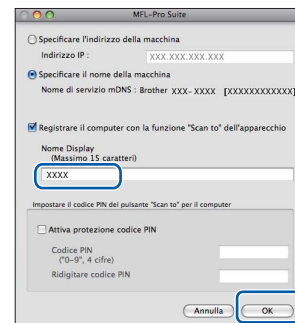 MFL-Pro Suite
Specificare l'indirizzo della macchina
Indirizzo IP :
XXX.XXX.XXX.XXX
Specificare il nome della macchina
Nome di servizio mDNS : Brother XXX-XXXX [XXXXXXXXXXXX]
Registrare il computer con la funzione "Scan to" dell'apparecchio
Nome Display
(Massimo 15 caratteri)
XXXX
Impostare il codice PIN del pulsante "Scan to" per il computer
Attiva protezione codice PIN
Codice PIN
("0-9", 4 cifre)
Ridigitare codice PIN
Annulla
OK